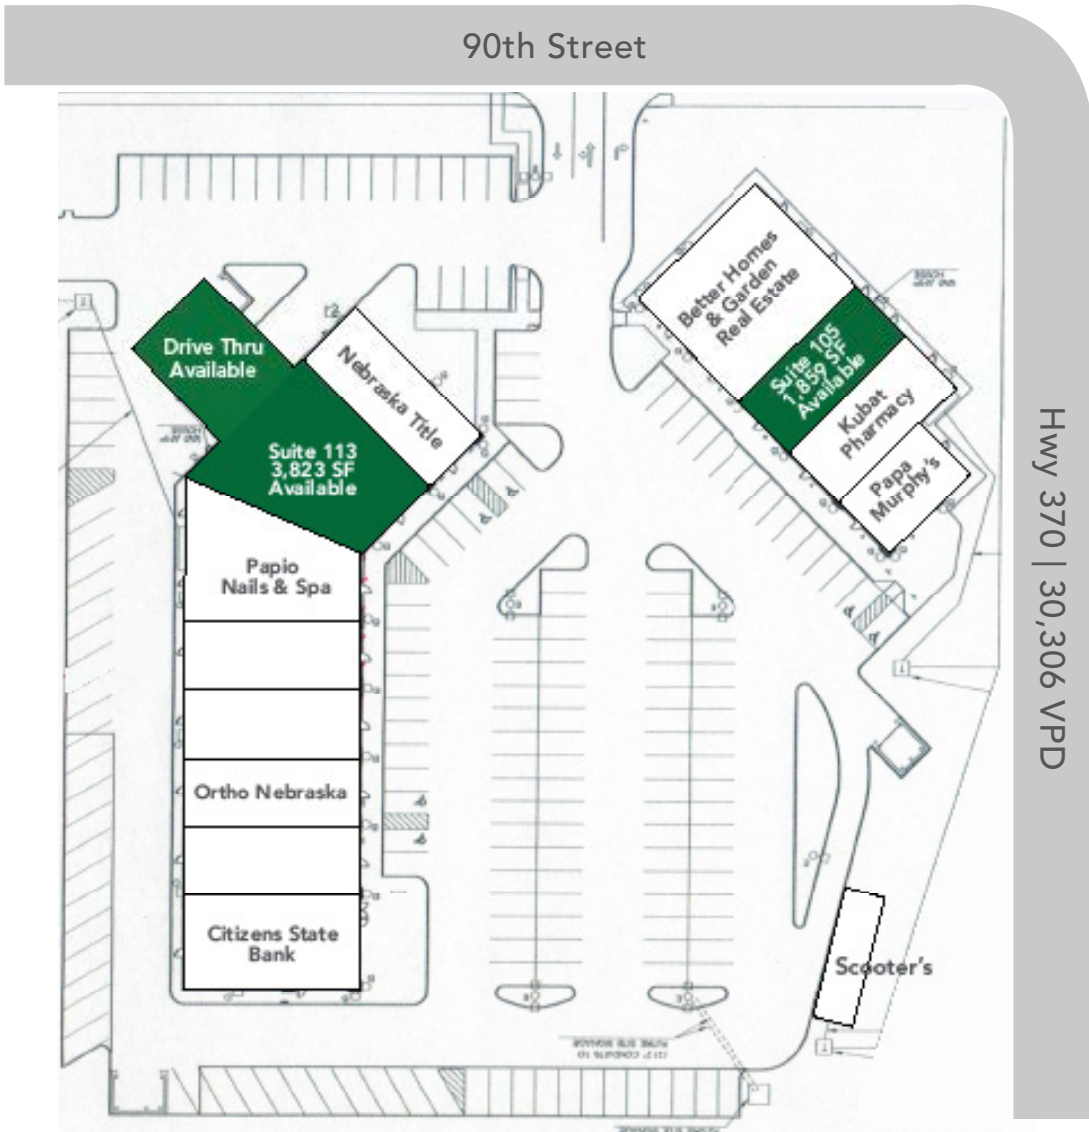 90th Street
Better Homes
& Garden
Real Estate
Suite 105
1,859 SF
Available
Kubat
Pharmacy
Papa
Murphy's
Drive Thru
Available
Nebraska Title
Suite 113
3,823 SF
Available
Papio
Nails & Spa
Ortho Nebraska
Citizens State
Bank
Scooter's
Hwy 370 | 30,306 VPD